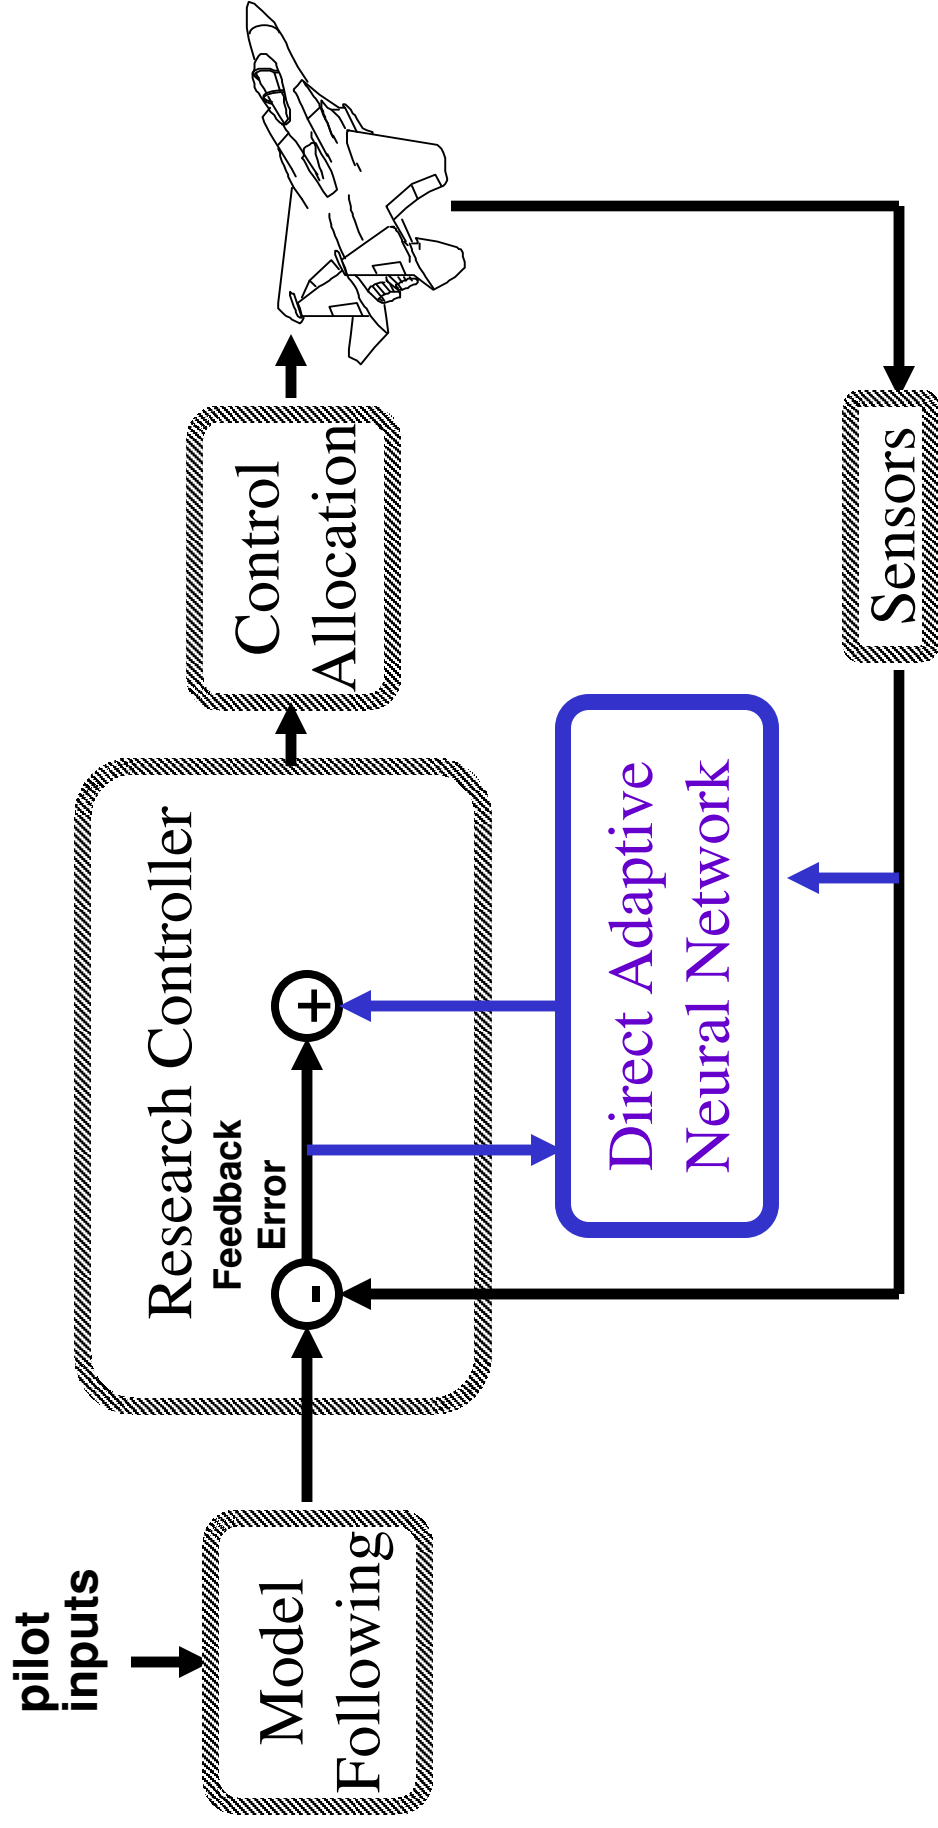 pilot
inputs
Model
Following
Research Controller
Feedback
Error
-
+
Control
Allocation
Direct Adaptive
Neural Network
Sensors